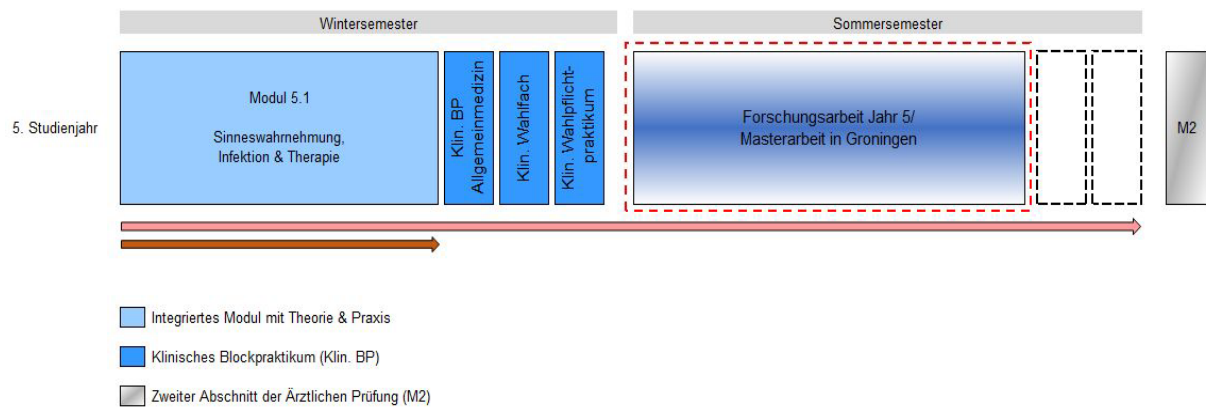 Wintersemester
Sommersemester
5. Studienjahr
Modul 5.1
Sinneswahrnehmung,
Infektion & Therapie
Klin. BP
Allgemeinmedizin
Klin. Wahlfach
Klin. Wahlpflicht-
praktikum
Forschungsarbeit Jahr 5/
Masterarbeit in Groningen
M2
Integriertes Modul mit Theorie & Praxis
Klinisches Blockpraktikum (Klin. BP)
Zweiter Abschnitt der Ärztlichen Prüfung (M2)